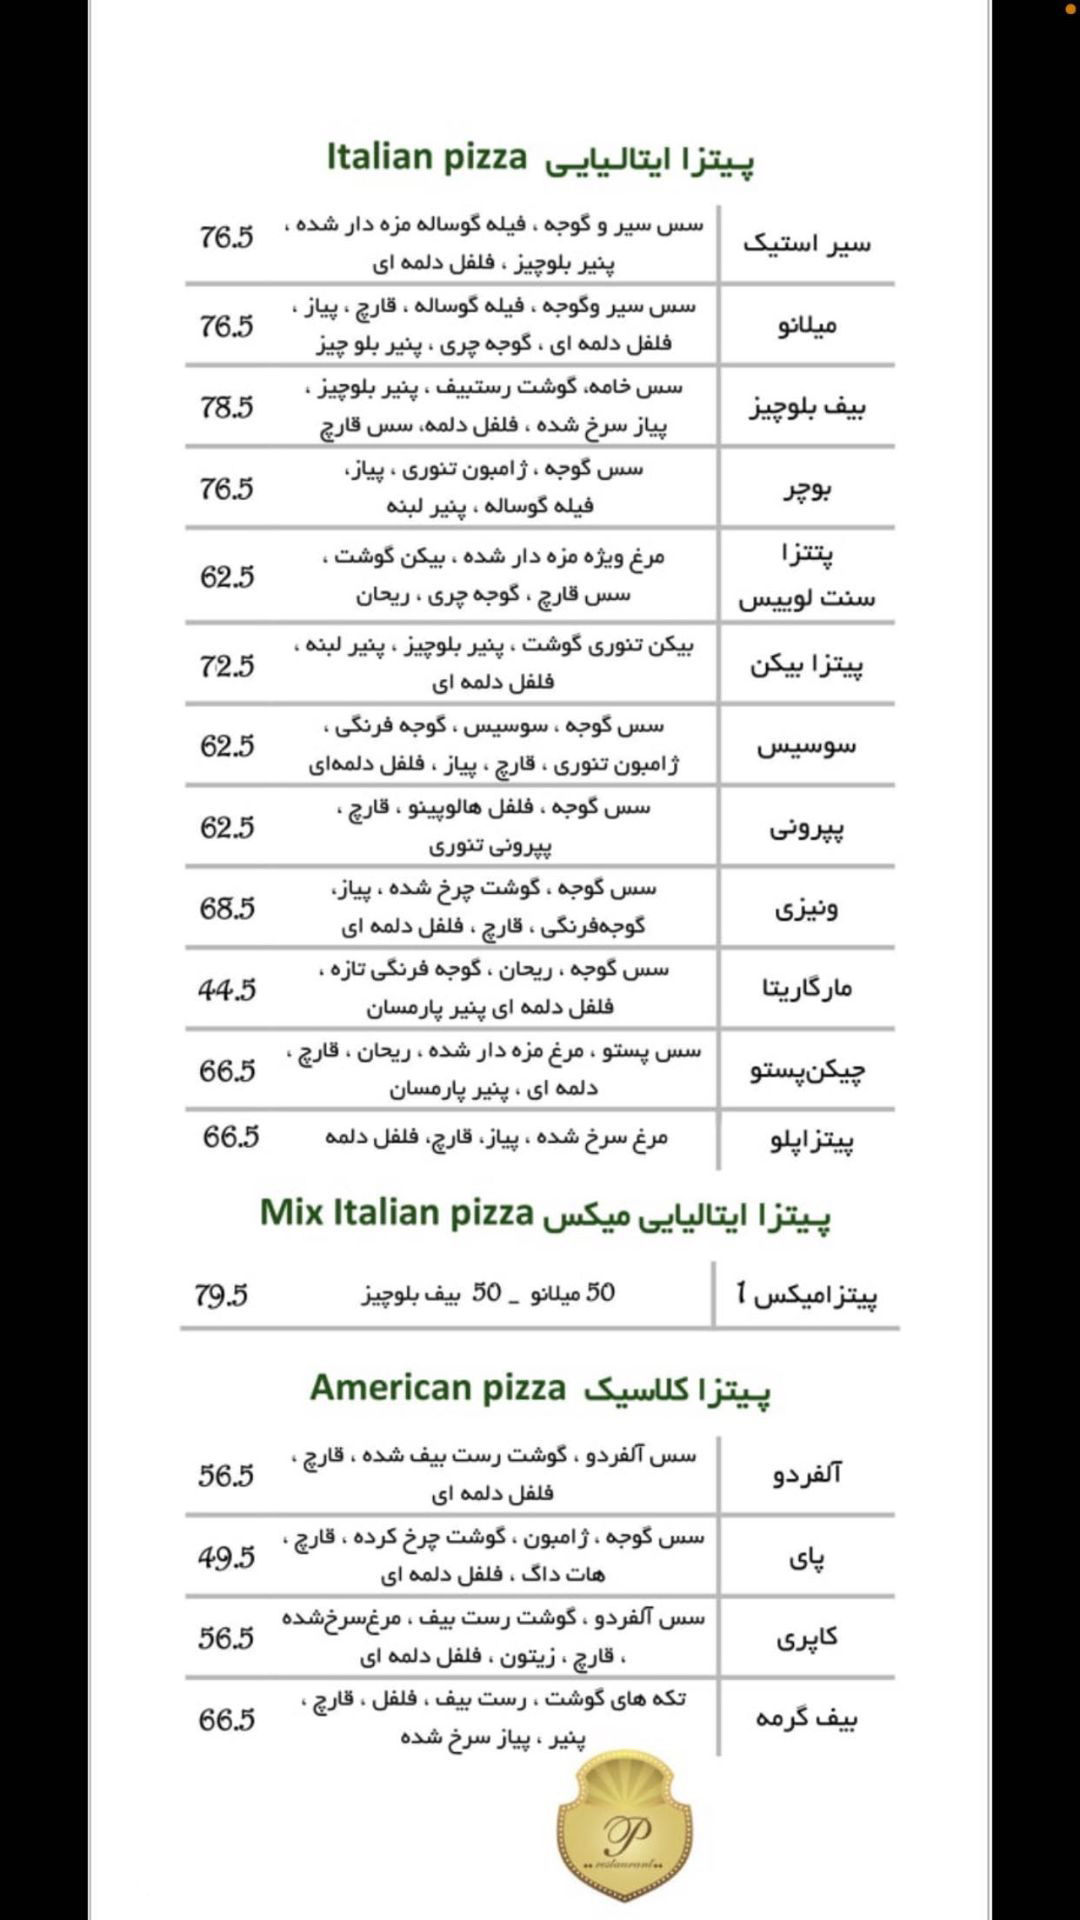 پیتزا ایتالیایی Italian pizza
سیر استیک
سس سیر و گوجه ، فیله گوساله مزه دار شده ،
پنیر بلوچیز ، فلفل دلمه ای
76.5
میلانو
سس سیر وگوجه ، فیله گوساله ، قارچ ، پیاز ،
فلفل دلمه ای ، گوجه چری ، پنیر بلو چیز
76.5
بیف بلوچیز
سس خامه، گوشت رستبیف ، پنیر بلوچیز ،
پیاز سرخ شده ، فلفل دلمه، سس قارچ
78.5
بوچر
سس گوجه ، ژامبون تنوری ، پیاز،
فیله گوساله ، پنیر لبنه
76.5
پتتزا
سنت لوییس
مرغ ویژه مزه دار شده ، بیکن گوشت ،
سس قارچ ، گوجه چری ، ریحان
62.5
پیتزا بیکن
بیکن تنوری گوشت ، پنیر بلوچیز ، پنیر لبنه ،
فلفل دلمه ای
72.5
سوسیس
سس گوجه ، سوسیس ، گوجه فرنگی ،
ژامبون تنوری ، قارچ ، پیاز ، فلفل دلمه‌ای
62.5
پپرونی
سس گوجه ، فلفل هالوپینو ، قارچ ،
پپرونی تنوری
62.5
ونیزی
سس گوجه ، گوشت چرخ شده ، پیاز،
گوجه‌فرنگی ، قارچ ، فلفل دلمه ای
68.5
مارگاریتا
سس گوجه ، ریحان ، گوجه فرنگی تازه ،
فلفل دلمه ای پنیر پارمسان
44.5
چیکن‌پستو
سس پستو ، مرغ مزه دار شده ، ریحان ، قارچ ،
دلمه ای ، پنیر پارمسان
66.5
پیتزاپلو
مرغ سرخ شده ، پیاز، قارچ، فلفل دلمه
66.5
پیتزا ایتالیایی میکس Mix Italian pizza
پیتزامیکس 1
50 میلانو _ 50 بیف بلوچیز
79.5
پیتزا کلاسیک American pizza
آلفردو
سس آلفردو ، گوشت رست بیف شده ، قارچ ،
فلفل دلمه ای
56.5
پای
سس گوجه ، ژامبون ، گوشت چرخ کرده ، قارچ ،
هات داگ ، فلفل دلمه ای
49.5
کاپری
سس آلفردو ، گوشت رست بیف ، مرغ‌سرخ‌شده
، قارچ ، زیتون ، فلفل دلمه ای
56.5
بیف گرمه
تکه های گوشت ، رست بیف ، فلفل ، قارچ ،
پنیر ، پیاز سرخ شده
66.5
P
restaurant